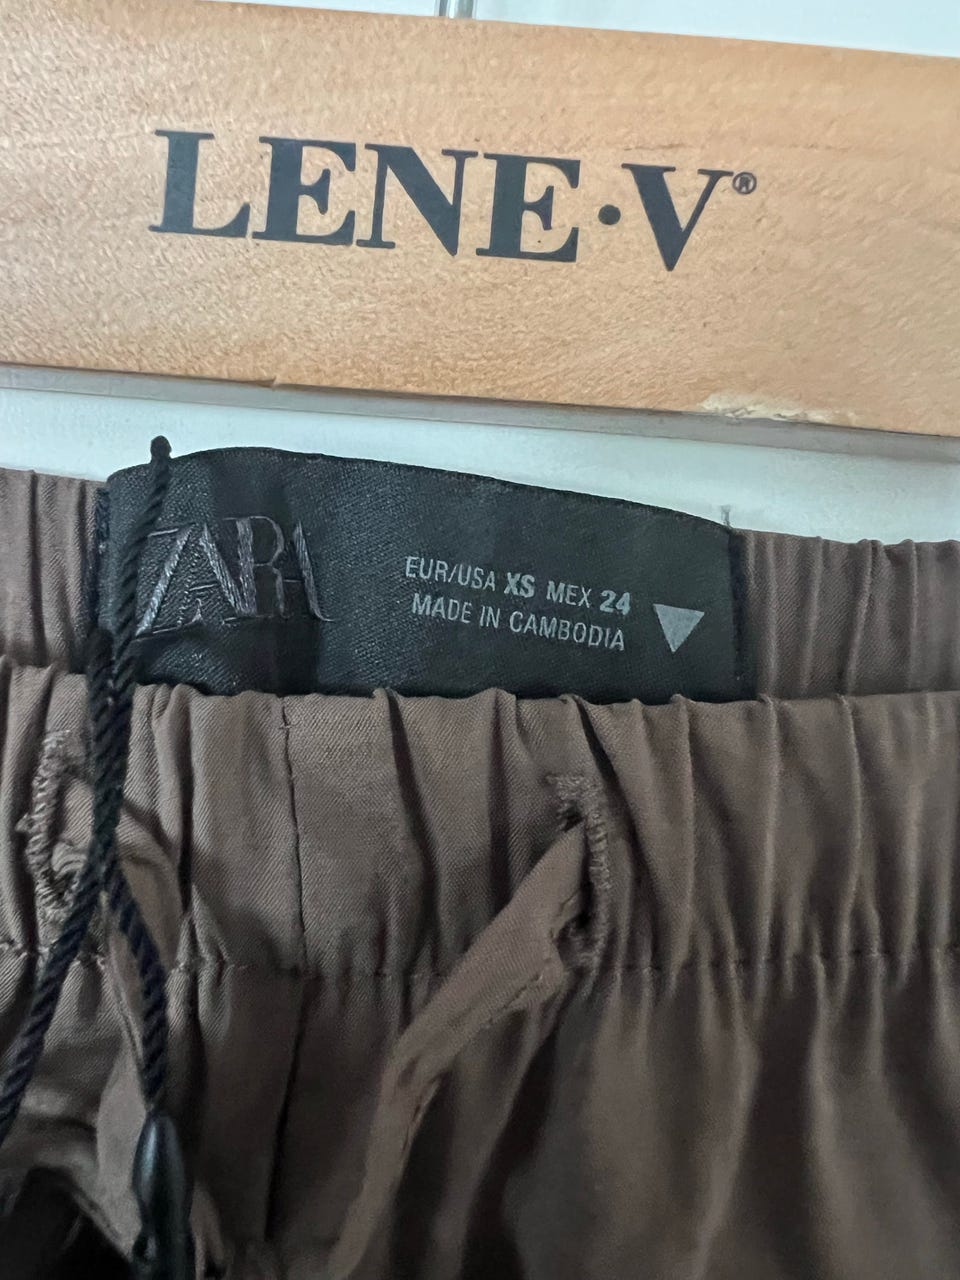 LENE·V®
ZARA
EUR/USA XS MEX 24
MADE IN CAMBODIA